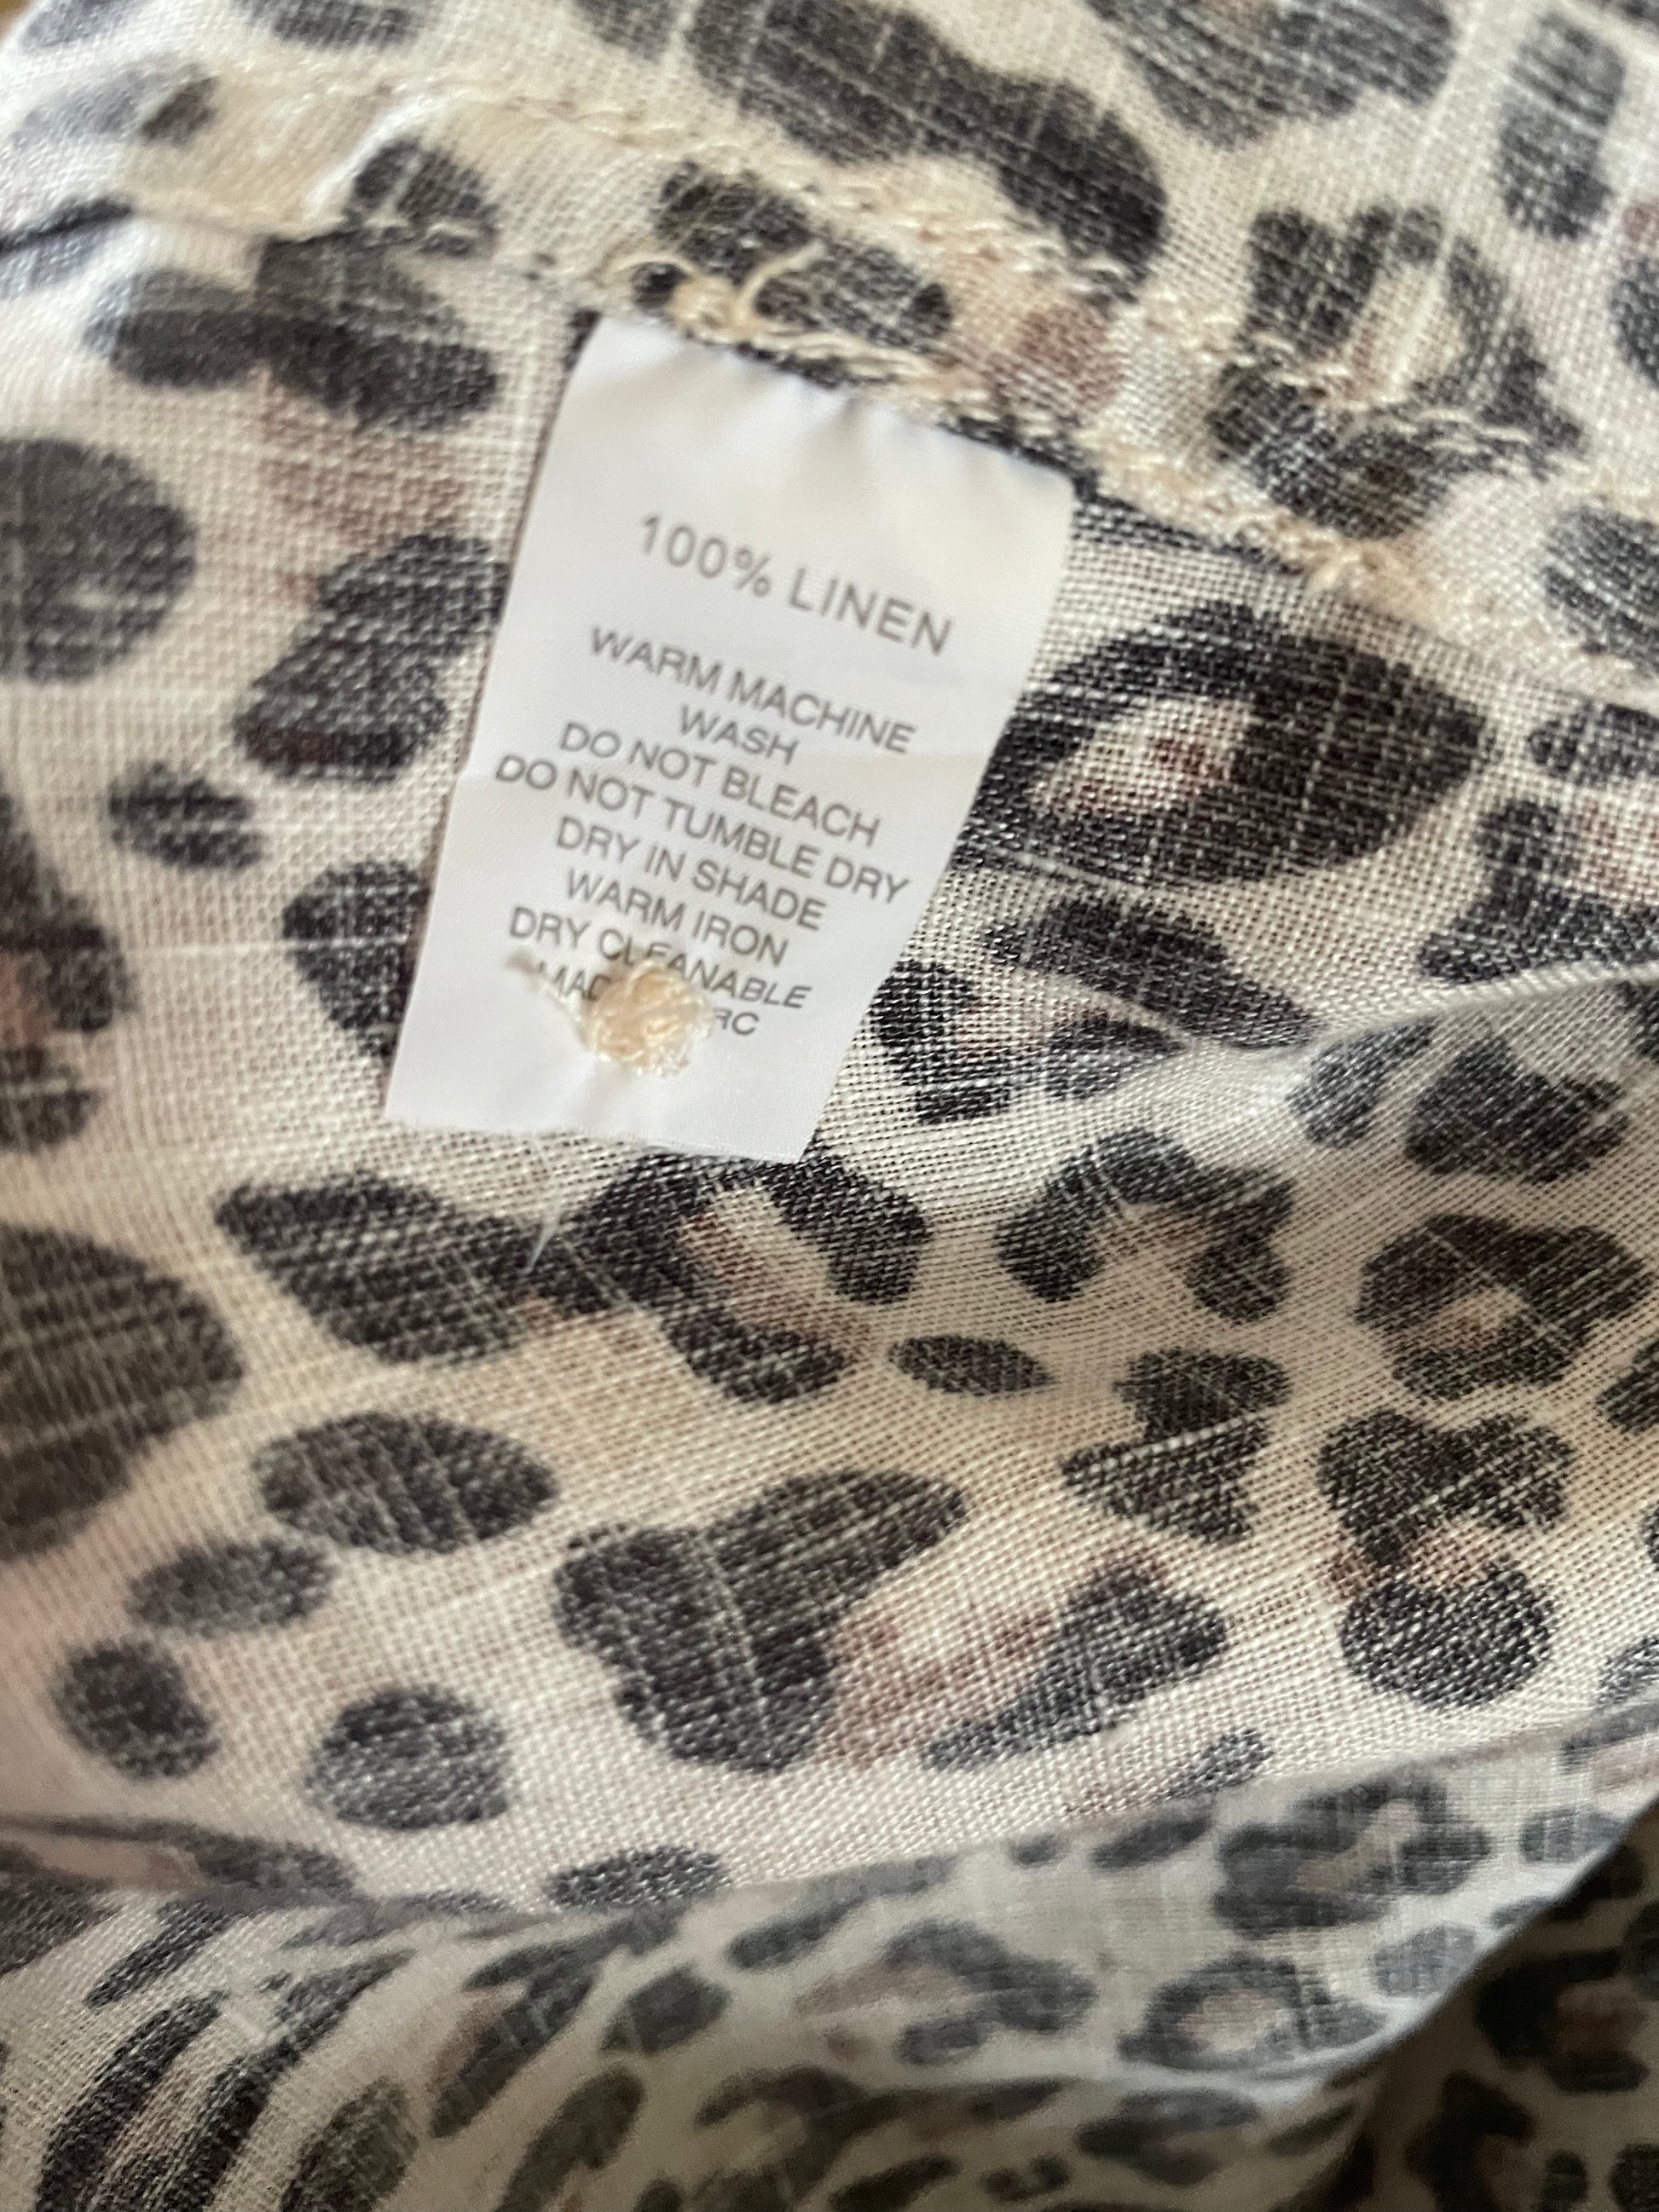 100% LINEN
WARM MACHINE
WASH
DO NOT BLEACH
DO NOT TUMBLE DRY
DRY IN SHADE
WARM IRON
DRY CLEANABLE